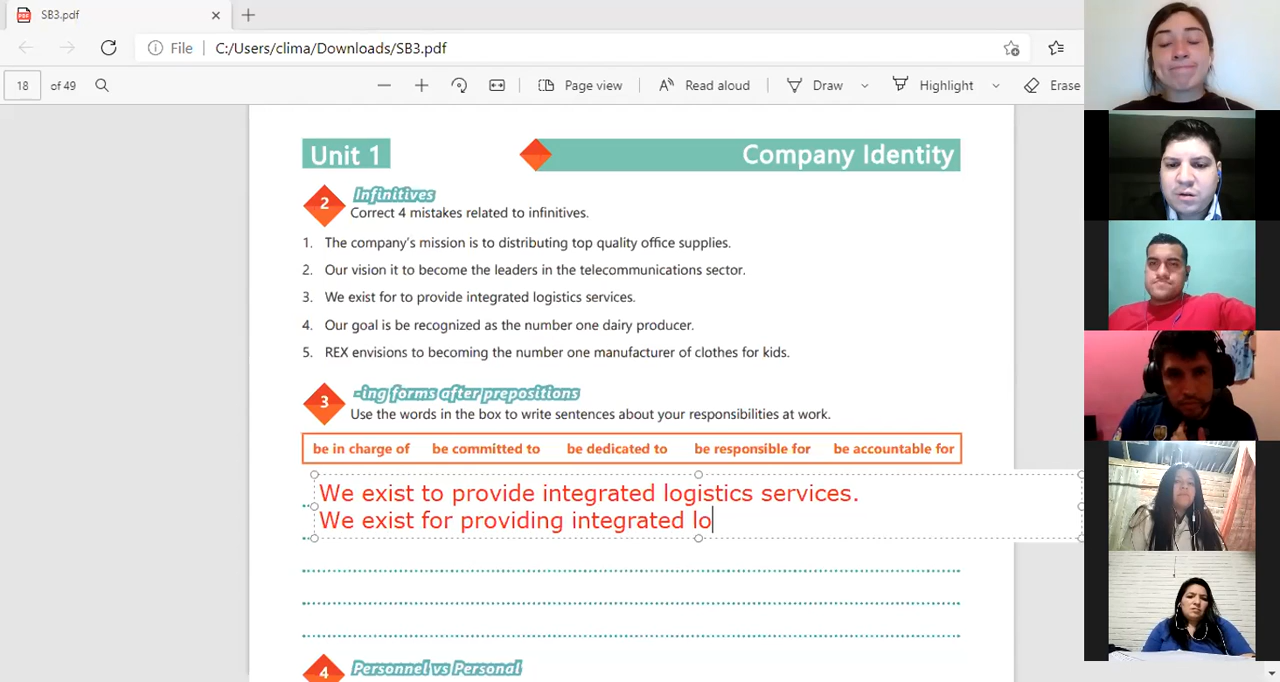 SB3.pdf
File C:/Users/clima/Downloads/SB3.pdf
18 of 49 Page view Read aloud Draw Highlight Erase
Unit 1 Company Identity
2 Infinitives
Correct 4 mistakes related to infinitives.
1. The company's mission is to distributing top quality office supplies.
2. Our vision it to become the leaders in the telecommunications sector.
3. We exist for to provide integrated logistics services.
4. Our goal is be recognized as the number one dairy producer.
5. REX envisions to becoming the number one manufacturer of clothes for kids.
3 -ing forms after prepositions
Use the words in the box to write sentences about your responsibilities at work.
be in charge of be committed to be dedicated to be responsible for be accountable for
We exist to provide integrated logistics services.
We exist for providing integrated lo
4 Personnel vs Personal